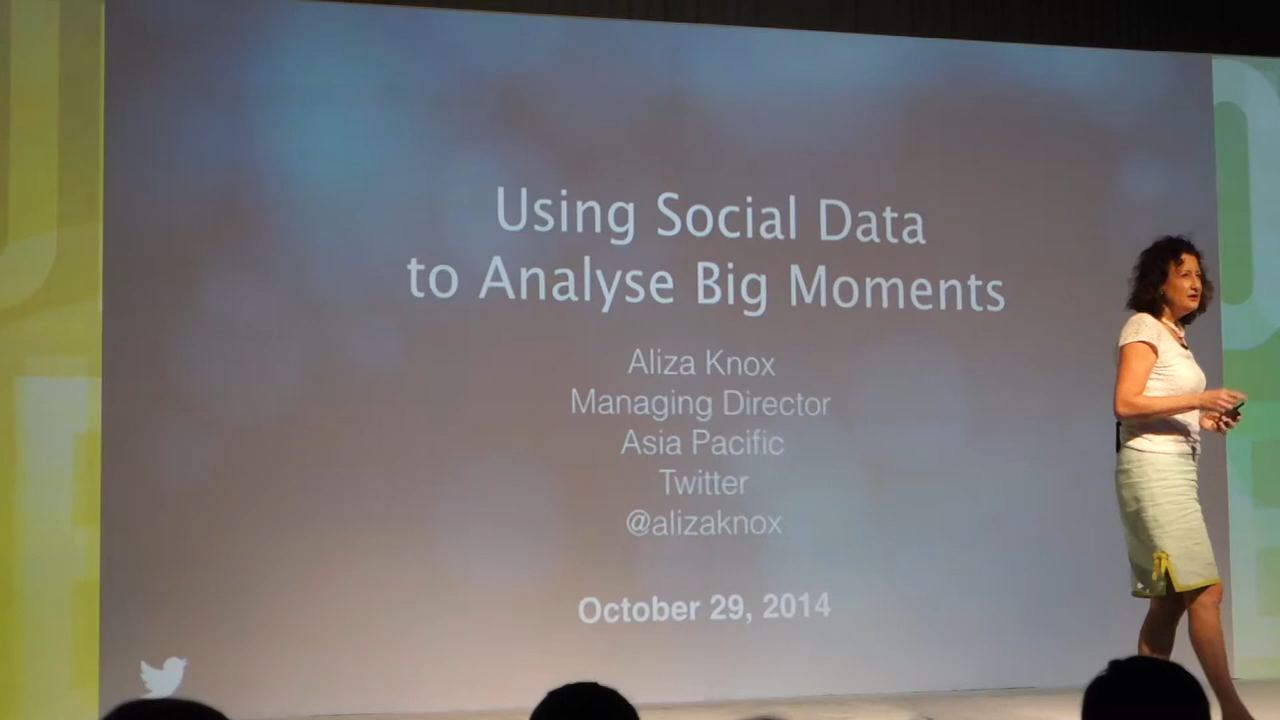 Using Social Data
to Analyse Big Moments
Aliza Knox
Managing Director
Asia Pacific
Twitter
@alizaknox
October 29, 2014